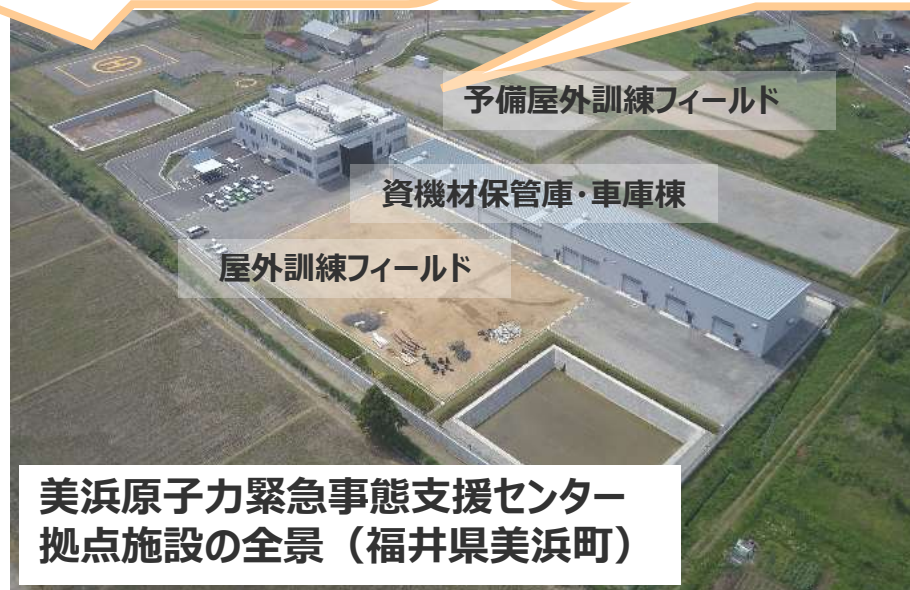 H
予備屋外訓練フィールド
資機材保管庫・車庫棟
屋外訓練フィールド
美浜原子力緊急事態支援センター
拠点施設の全景（福井県美浜町）